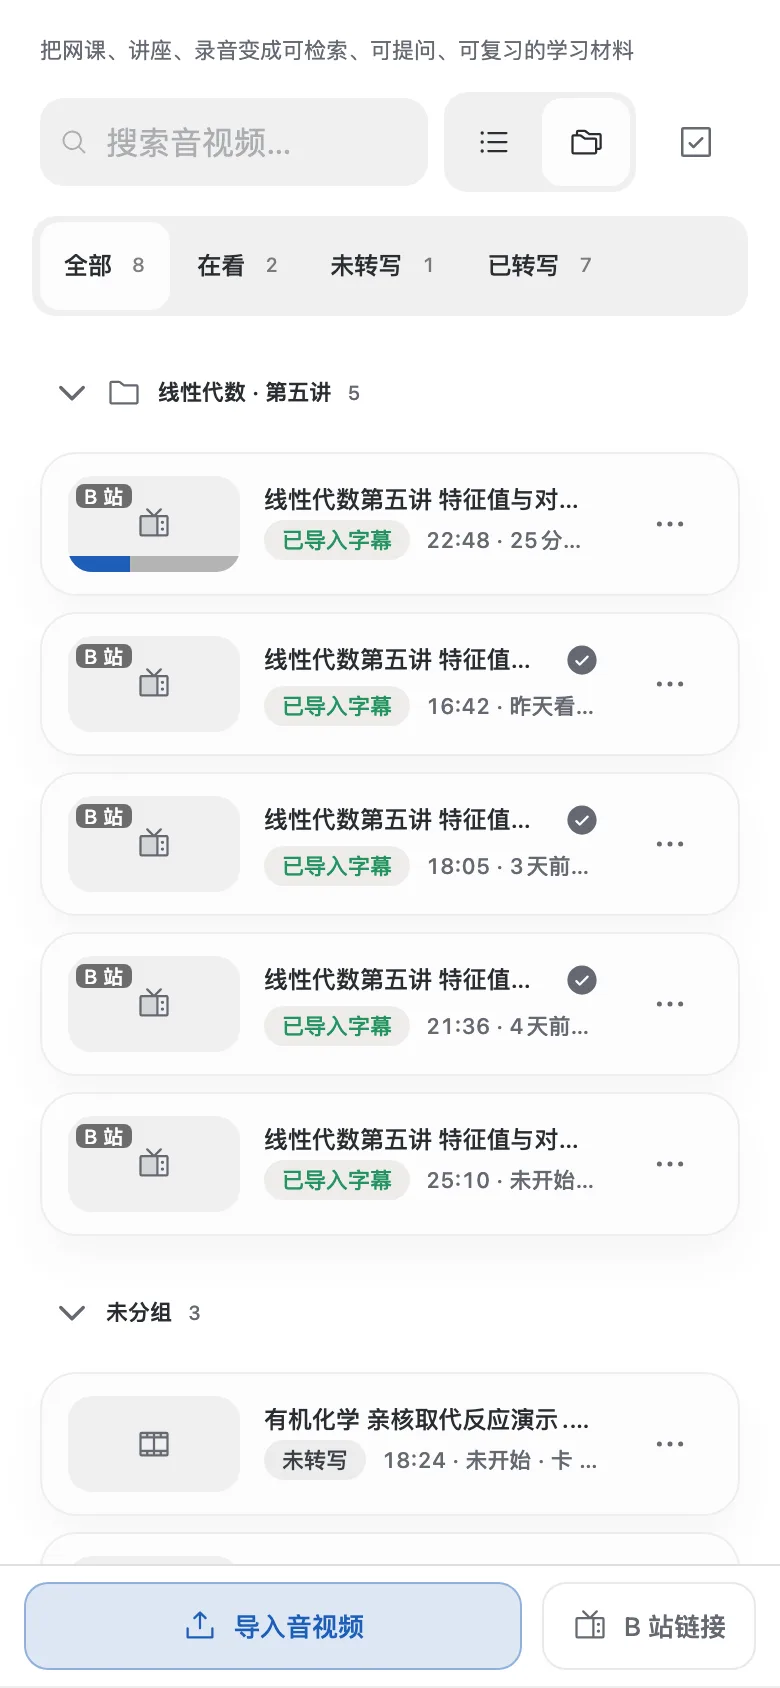 把网课、讲座、录音变成可检索、可提问、可复习的学习材料
搜索音视频...
全部 8 在看 2 未转写 1 已转写 7
线性代数 · 第五讲 5
B 站
线性代数第五讲 特征值与对...
已导入字幕 22:48 · 25分...
B 站
线性代数第五讲 特征值...
已导入字幕 16:42 · 昨天看...
B 站
线性代数第五讲 特征值...
已导入字幕 18:05 · 3天前...
B 站
线性代数第五讲 特征值...
已导入字幕 21:36 · 4天前...
B 站
线性代数第五讲 特征值与对...
已导入字幕 25:10 · 未开始...
未分组 3
有机化学 亲核取代反应演示....
未转写 18:24 · 未开始 · 卡 ...
导入音视频 B 站链接